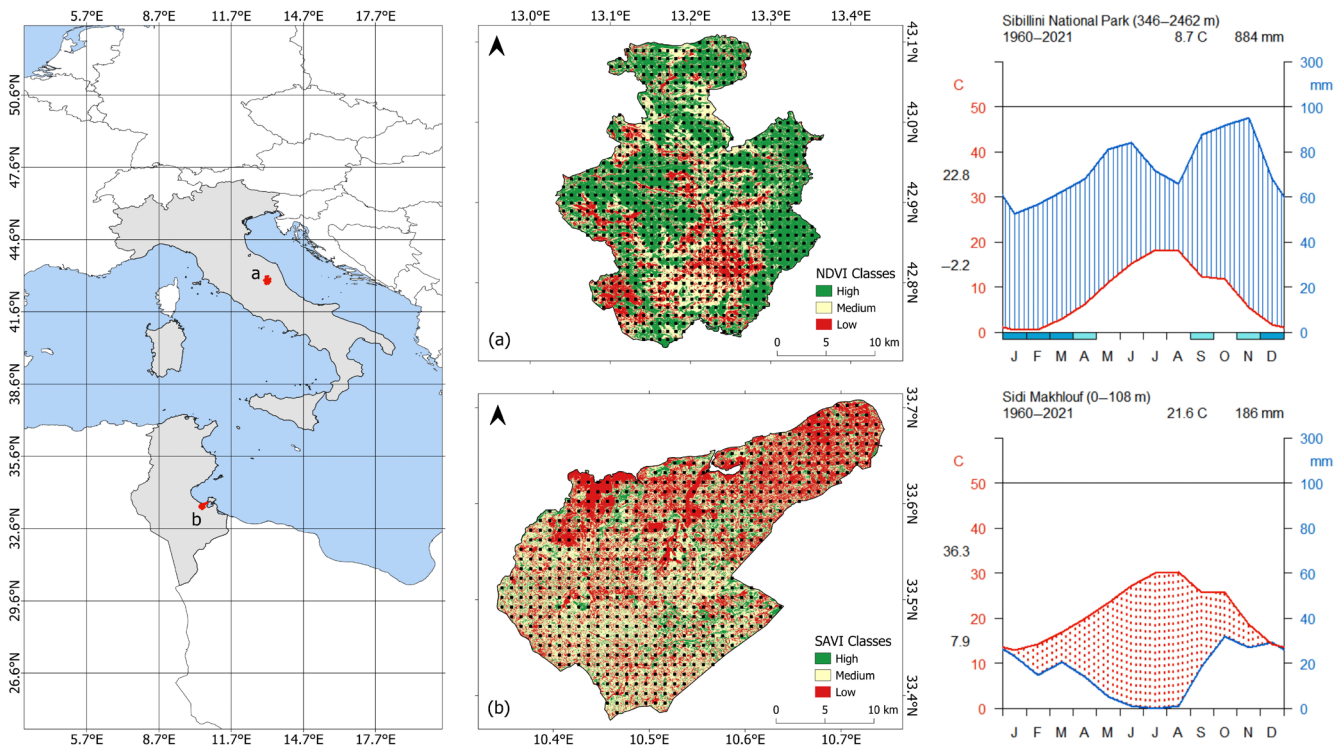 5.7°E 8.7°E 11.7°E 14.7°E 17.7°E
50.6°N
47.6°N
44.6°N
41.6°N
38.6°N
35.6°N
32.6°N
29.6°N
26.6°N
a
b
5.7°E 8.7°E 11.7°E 14.7°E 17.7°E
13.0°E 13.1°E 13.2°E 13.3°E 13.4°E
43.1°N
43.0°N
42.9°N
42.8°N
NDVI Classes
High
Medium
Low
0 5 10 km
(a)
33.7°N
33.6°N
33.5°N
33.4°N
SAVI Classes
High
Medium
Low
0 5 10 km
(b)
10.4°E 10.5°E 10.6°E 10.7°E
Sibillini National Park (346–2462 m)
1960–2021 8.7 C 884 mm
300
C mm
50 100
40 80
22.8
30 60
20 40
–2.2
10 20
0 0
J F M A M J J A S O N D
Sidi Makhlouf (0–108 m)
1960–2021 21.6 C 186 mm
300
C mm
50 100
40 80
36.3
30 60
20 40
7.9
10 20
0 0
J F M A M J J A S O N D